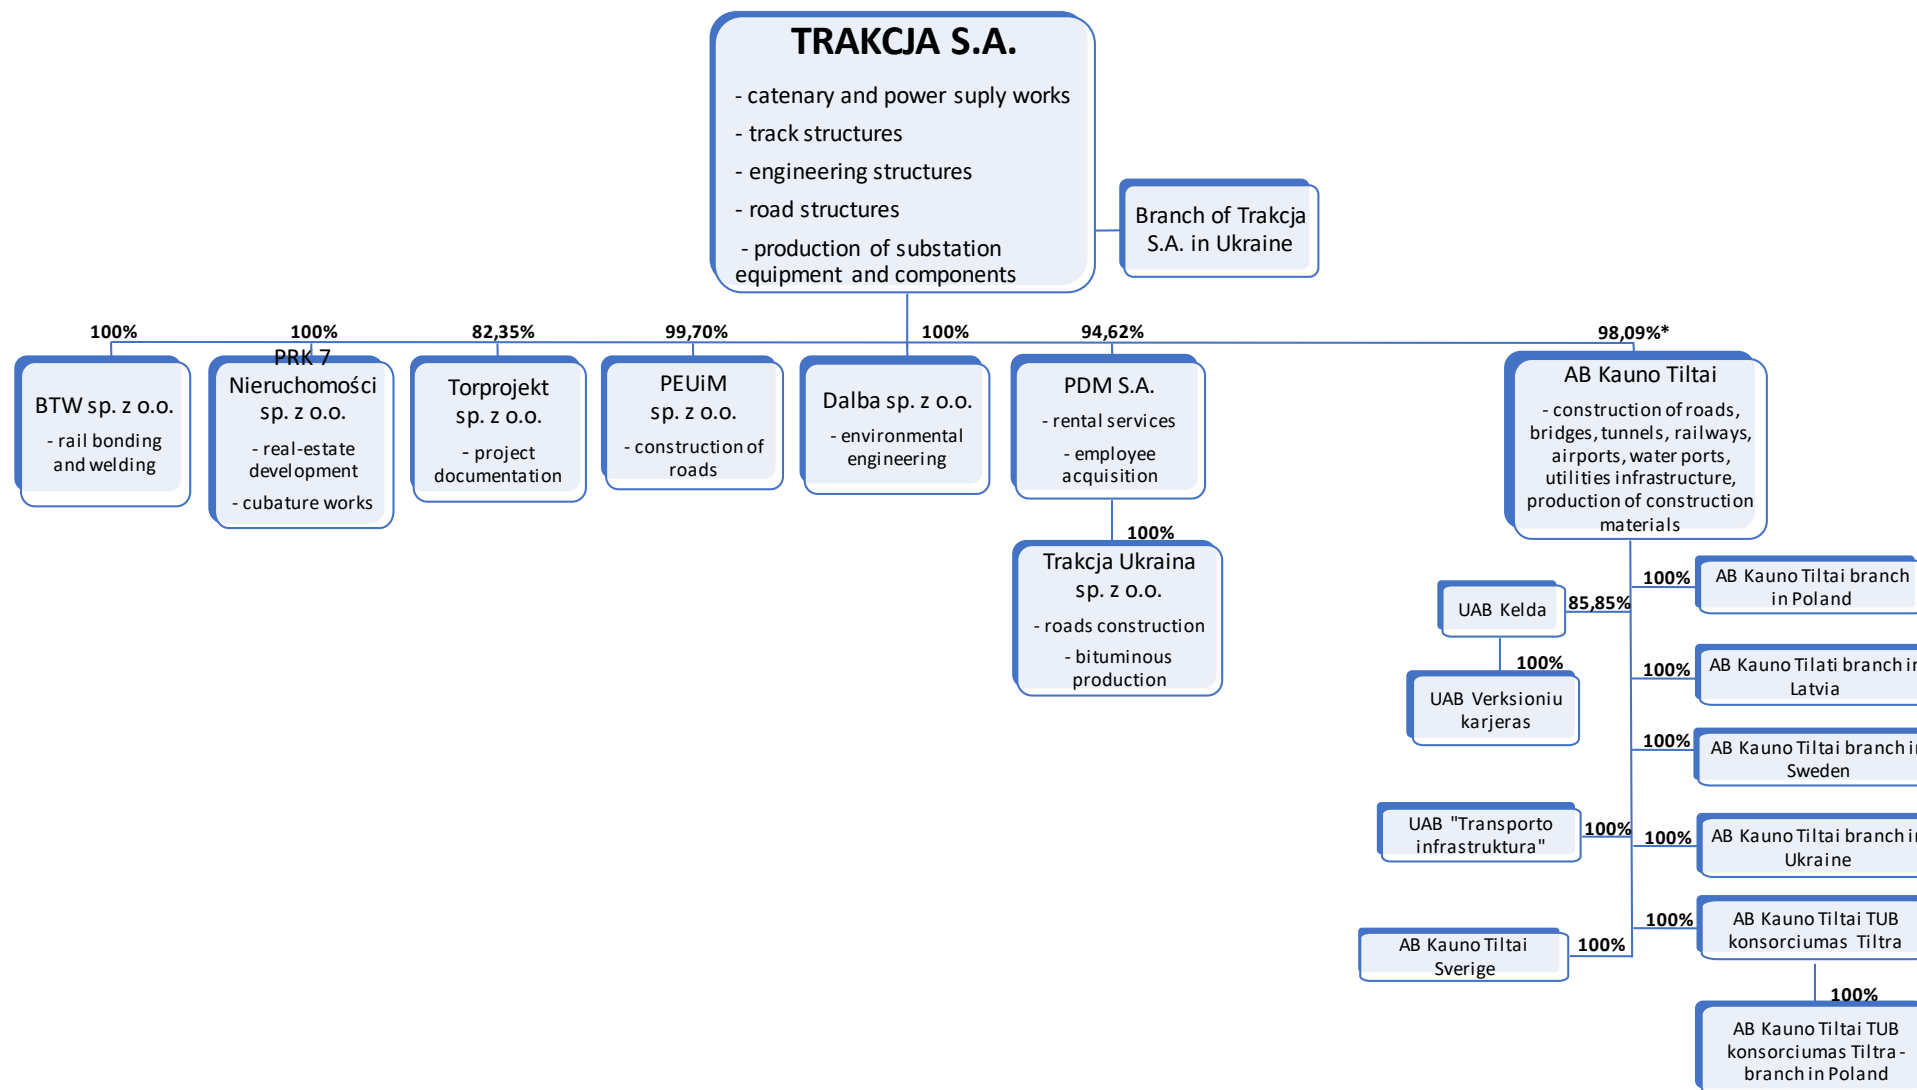 TRAKCJA S.A.
- catenary and power suply works
- track structures
- engineering structures
- road structures
- production of substation
equipment and components
Branch of Trakcja
S.A. in Ukraine
100%
BTW sp. z o.o.
- rail bonding
and welding
100%
PRK 7
Nieruchomości
sp. z o.o.
- real-estate
development
- cubature works
82,35%
Torprojekt
sp. z o.o.
- project
documentation
99,70%
PEUiM
sp. z o.o.
- construction of
roads
100%
Dalba sp. z o.o.
- environmental
engineering
94,62%
PDM S.A.
- rental services
- employee
acquisition
100%
Trakcja Ukraina
sp. z o.o.
- roads construction
- bituminous
production
98,09%*
AB Kauno Tiltai
- construction of roads,
bridges, tunnels, railways,
airports, water ports,
utilities infrastructure,
production of construction
materials
85,85%
UAB Kelda
100%
UAB Verksioniu
karjeras
100%
UAB "Transporto
infrastruktura"
100%
AB Kauno Tiltai
Sverige
100%
AB Kauno Tiltai branch
in Poland
100%
AB Kauno Tilati branch in
Latvia
100%
AB Kauno Tiltai branch in
Sweden
100%
AB Kauno Tiltai branch in
Ukraine
100%
AB Kauno Tiltai TUB
konsorciumas Tiltra
100%
AB Kauno Tiltai TUB
konsorciumas Tiltra -
branch in Poland